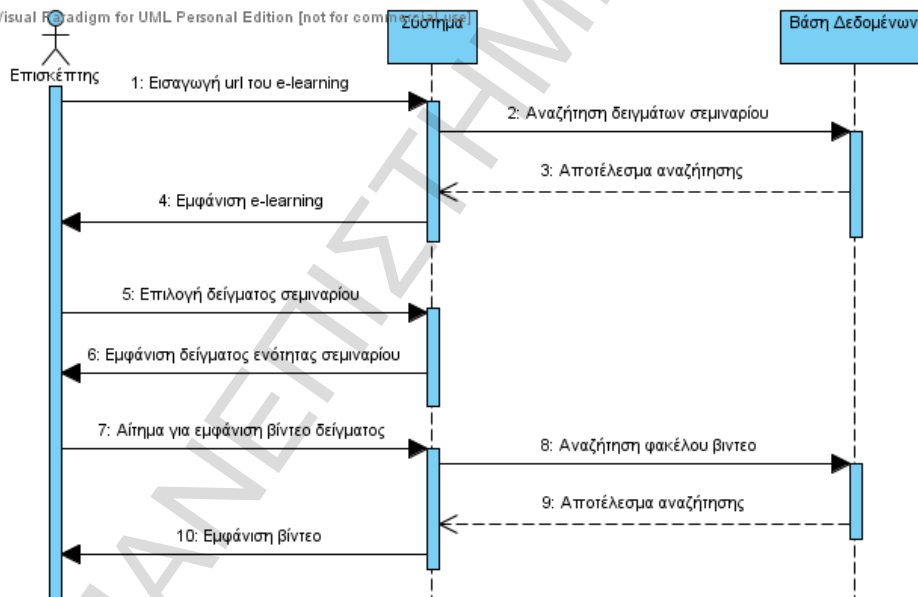 Visual Paradigm for UML Personal Edition [not for commercial use]
Σύστημα
Βάση Δεδομένων
Επισκέπτης
1: Εισαγωγή url του e-learning
2: Αναζήτηση δειγμάτων σεμιναρίου
3: Αποτέλεσμα αναζήτησης
4: Εμφάνιση e-learning
5: Επιλογή δείγματος σεμιναρίου
6: Εμφάνιση δείγματος ενότητας σεμιναρίου
7: Αίτημα για εμφάνιση βίντεο δείγματος
8: Αναζήτηση φακέλου βιντεο
9: Αποτέλεσμα αναζήτησης
10: Εμφάνιση βίντεο
ΠΑΝΕΠΙΣΤΗΜΙ